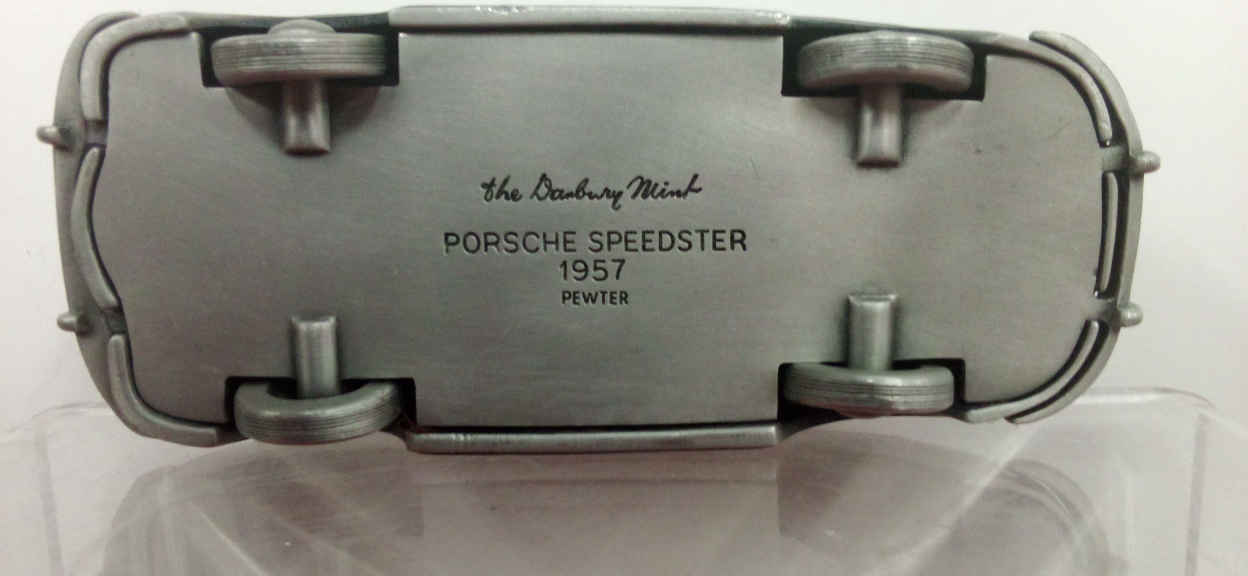 the Danbury Mint
PORSCHE SPEEDSTER
1957
PEWTER